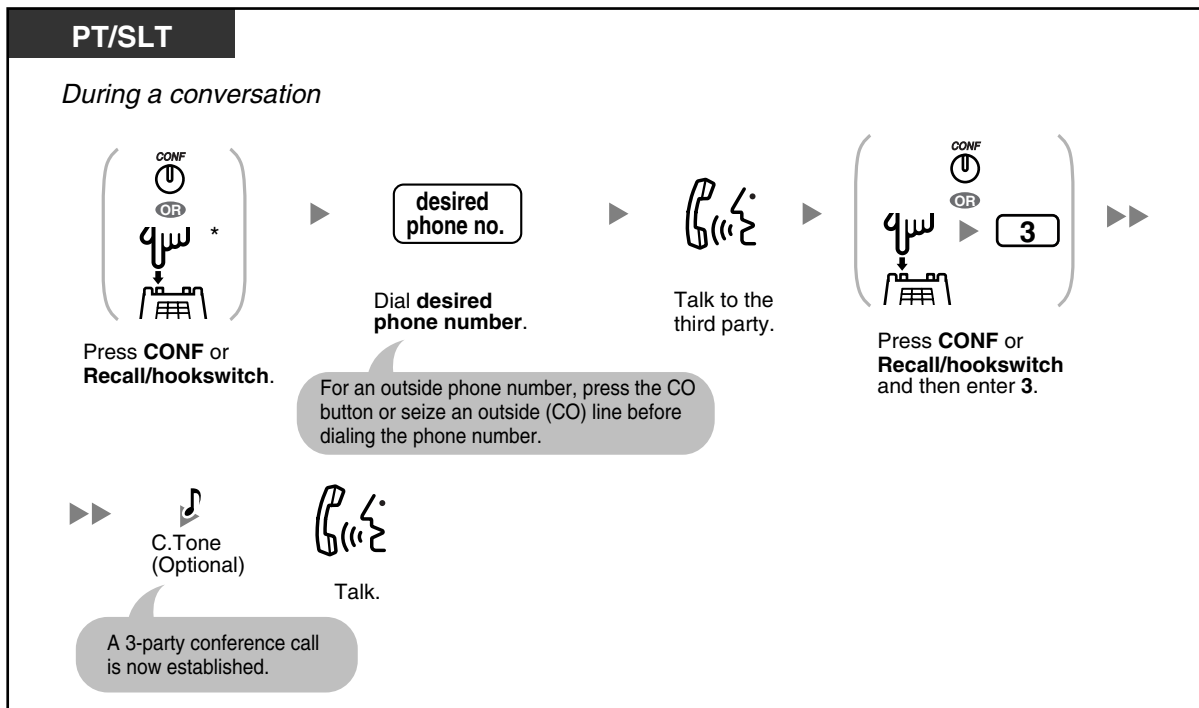 PT/SLT
During a conversation
CONF
OR
*
Press CONF or
Recall/hookswitch.
desired
phone no.
Dial desired
phone number.
For an outside phone number, press the CO
button or seize an outside (CO) line before
dialing the phone number.
Talk to the
third party.
CONF
OR
3
Press CONF or
Recall/hookswitch
and then enter 3.
C.Tone
(Optional)
A 3-party conference call
is now established.
Talk.